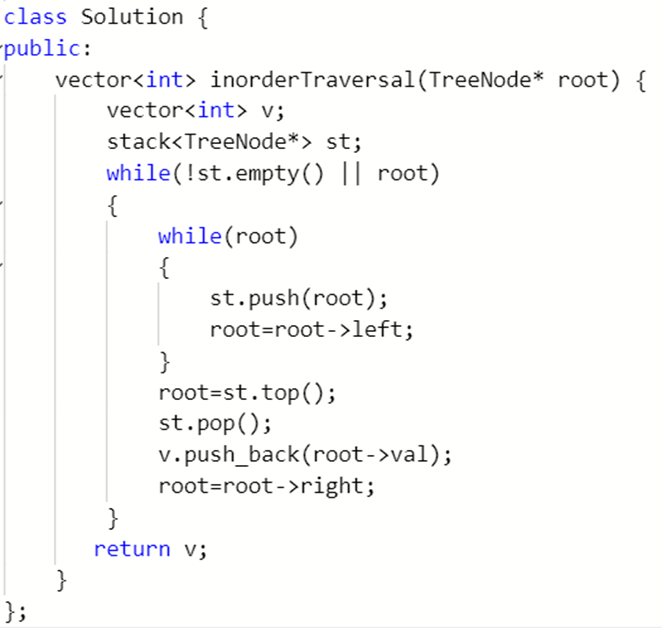 class Solution {
public:
    vector<int> inorderTraversal(TreeNode* root) {
        vector<int> v;
        stack<TreeNode*> st;
        while(!st.empty() || root)
        {
            while(root)
            {
                st.push(root);
                root=root->left;
            }
            root=st.top();
            st.pop();
            v.push_back(root->val);
            root=root->right;
        }
       return v;
    }
};